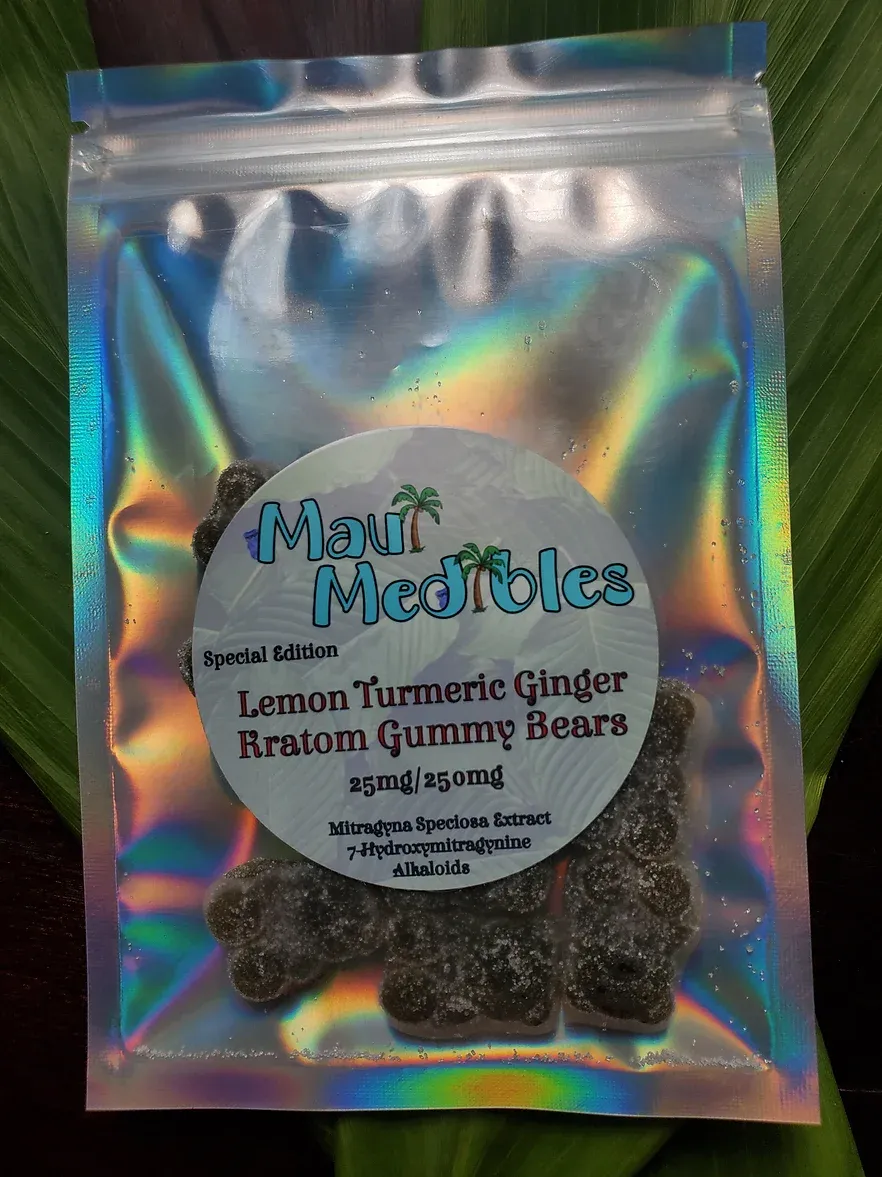 Maui
Medibles
Special Edition
Lemon Turmeric Ginger
Kratom Gummy Bears
25mg/250mg
Mitragyna Speciosa Extract
7-Hydroxymitragynine
Alkaloids